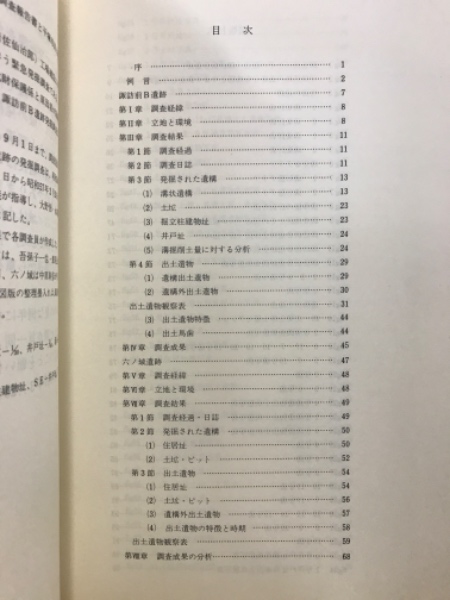 目 次
序 1
例言 2
諏訪前B遺跡 7
第Ⅰ章 調査経緯 8
第Ⅱ章 立地と環境 8
第Ⅲ章 調査結果 11
第1節 調査経過 11
第2節 調査日誌 11
第3節 発掘された遺構 13
(1) 溝状遺構 13
(2) 土坑 20
(3) 掘立柱建物址 23
(4) 井戸址 24
(5) 溝掘削土量に対する分析 24
第4節 出土遺物 29
(1) 遺構出土遺物 29
(2) 遺構外出土遺物 30
出土遺物観察表 31
(3) 出土遺物特徴 44
(4) 出土馬歯 44
第Ⅳ章 調査成果 45
六ノ城遺跡 47
第Ⅴ章 調査経緯 48
第Ⅵ章 立地と環境 48
第Ⅶ章 調査結果 49
第1節 調査経過・日誌 49
第2節 発掘された遺構 50
(1) 住居址 50
(2) 土坑・ピット 52
第3節 出土遺物 54
(1) 住居址 54
(2) 土坑・ピット 56
(3) 遺構外出土遺物 57
(4) 出土遺物の特徴と時期 58
出土遺物観察表 59
第Ⅷ章 調査成果の分析 68